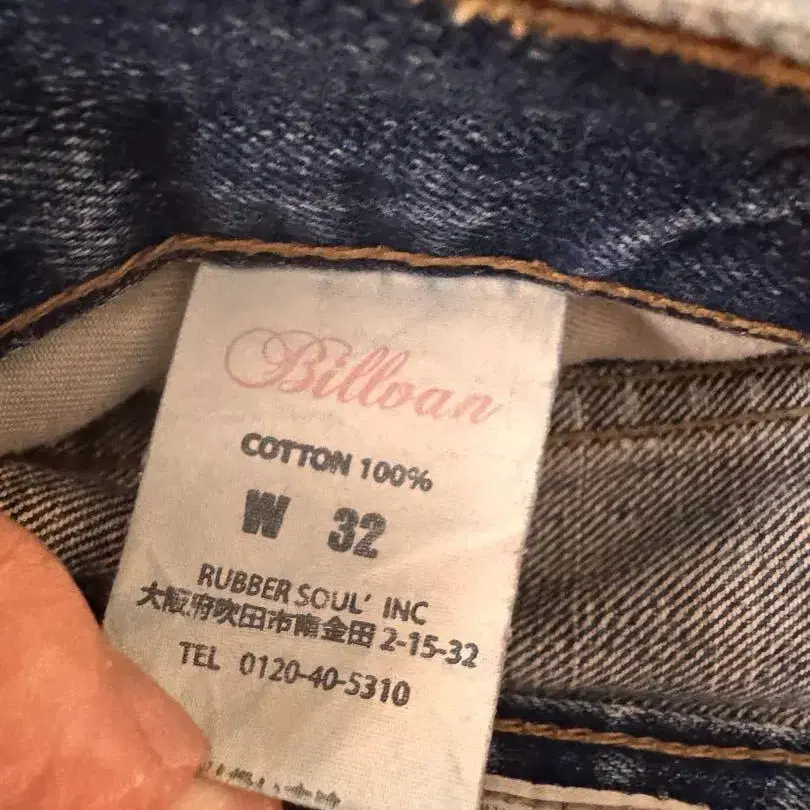 Billvan
COTTON 100%
W 32
RUBBER SOUL' INC
大阪府吹田市南金田 2-15-32
TEL 0120-40-5310